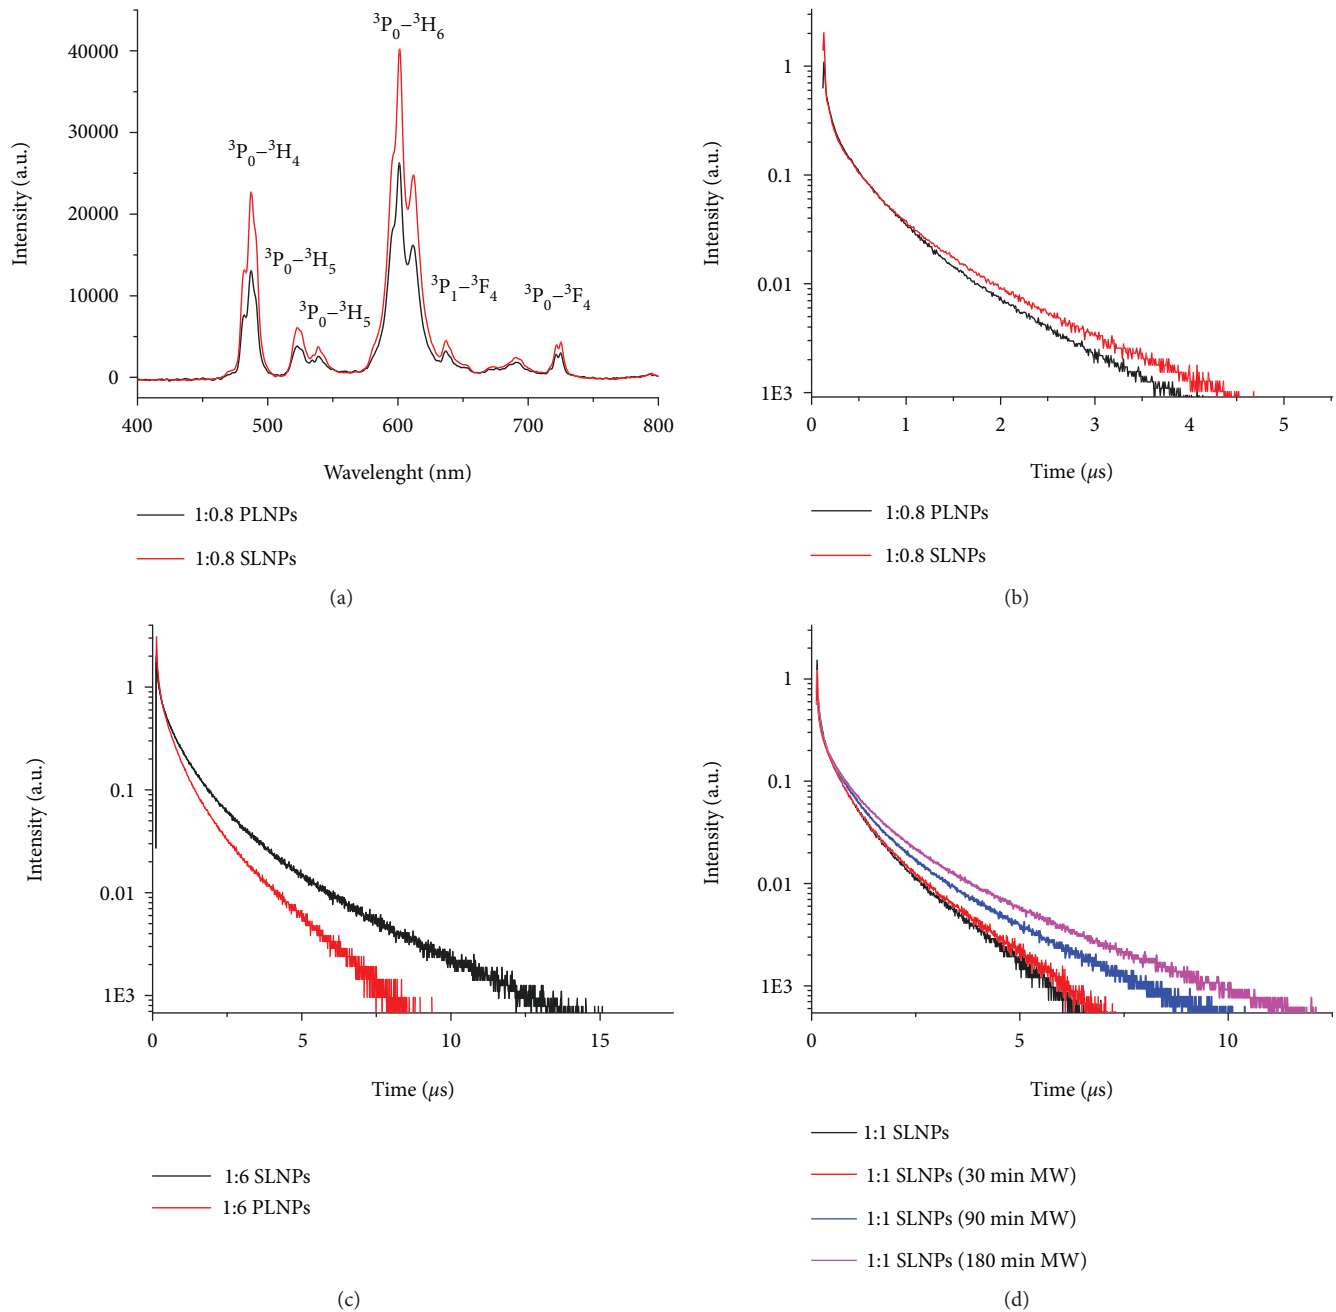 ³P₀–³H₆
40000
30000
³P₀–³H₄
20000
³P₀–³H₅
³P₁–³F₄
³P₀–³F₄
10000
³P₀–³H₅
0
400 500 600 700 800
Intensity (a.u.)
Wavelenght (nm)
1:0.8 PLNPs
1:0.8 SLNPs
(a)
1
0.1
0.01
1E3
0 1 2 3 4 5
Intensity (a.u.)
Time (μs)
1:0.8 PLNPs
1:0.8 SLNPs
(b)
1
0.1
0.01
1E3
0 5 10 15
Intensity (a.u.)
Time (μs)
1:6 SLNPs
1:6 PLNPs
(c)
1
0.1
0.01
1E3
0 5 10
Intensity (a.u.)
Time (μs)
1:1 SLNPs
1:1 SLNPs (30 min MW)
1:1 SLNPs (90 min MW)
1:1 SLNPs (180 min MW)
(d)